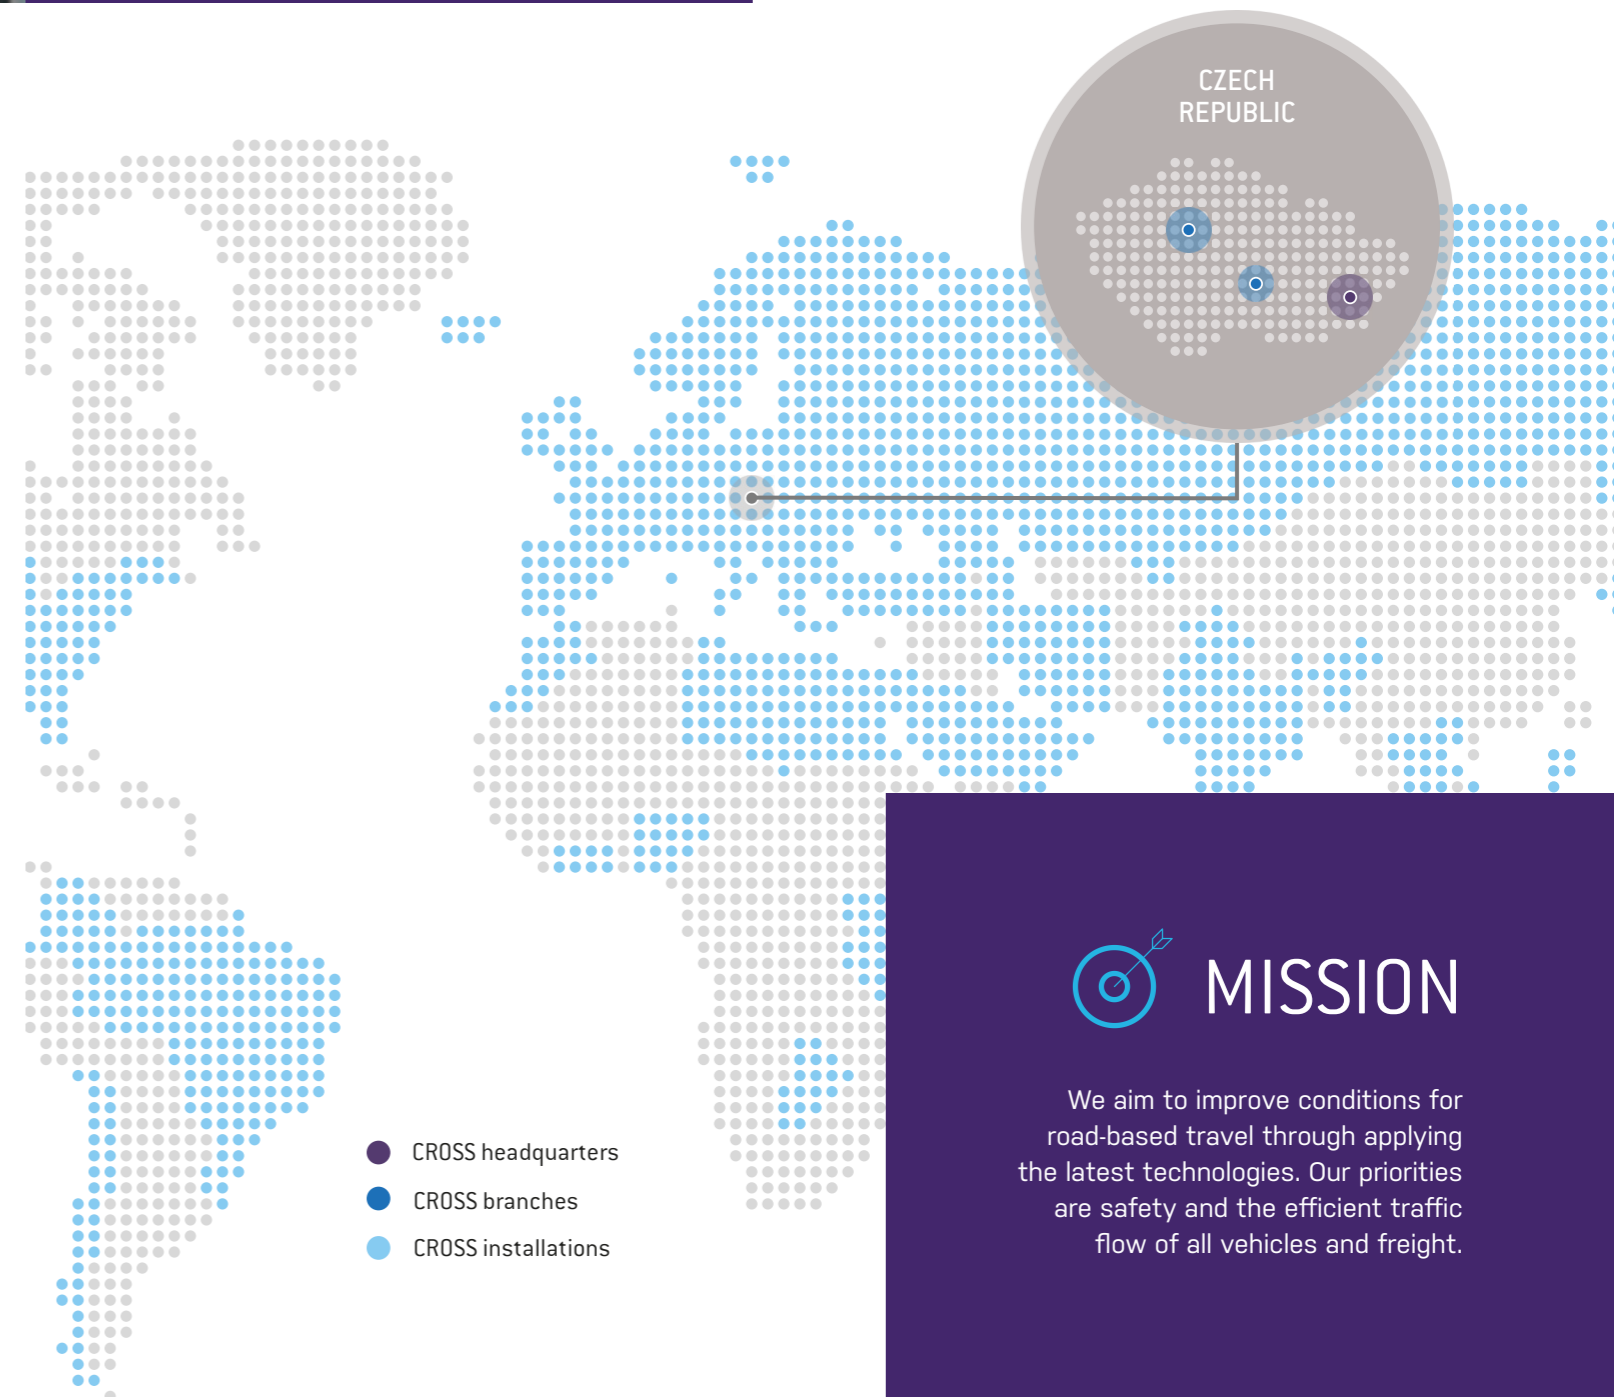 CZECH
REPUBLIC
CROSS headquarters
CROSS branches
CROSS installations
MISSION
We aim to improve conditions for
road-based travel through applying
the latest technologies. Our priorities
are safety and the efficient traffic
flow of all vehicles and freight.